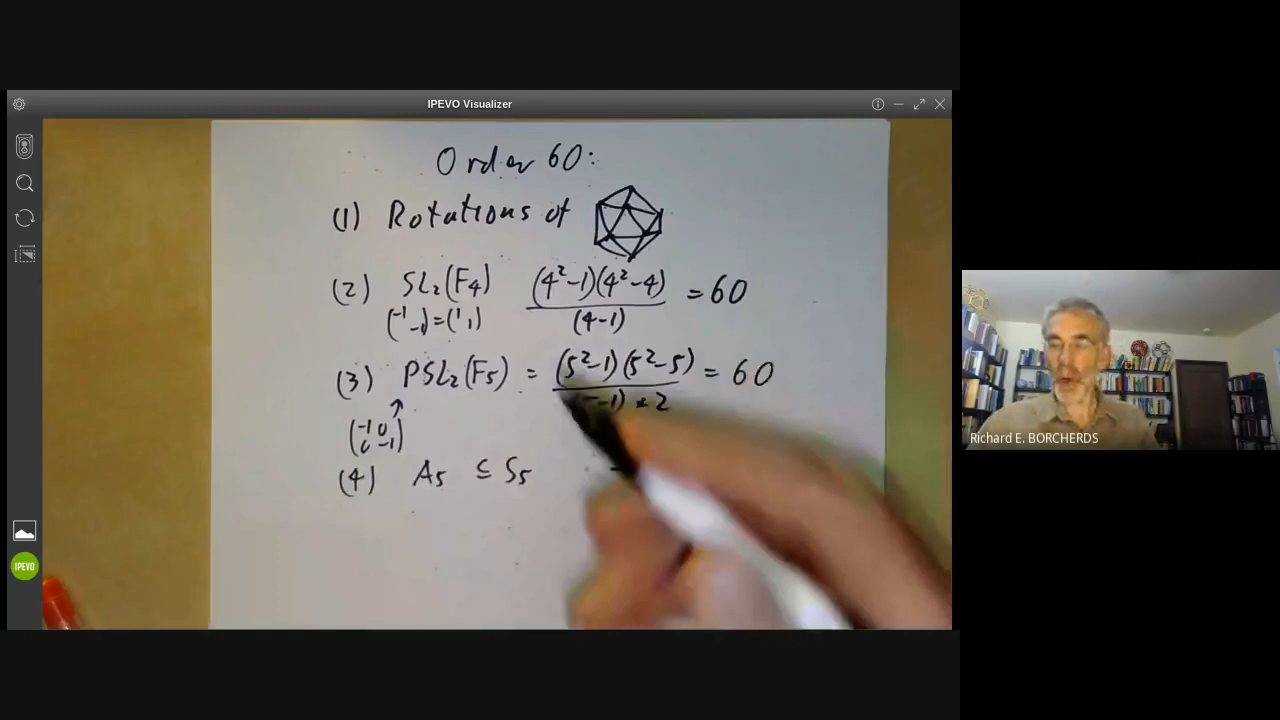 IPEVO Visualizer
Order 60:
(1) Rotations of
(2) SL₂(F₄) (4²-1)(4²-4) / (4-1) = 60
(-1 -1) = (1 1)
(3) PSL₂(F₅) = (5²-1)(5²-5) / -1) * 2 = 60
↑
(-1 0
0 -1)
(4) A₅ ⊆ S₅
IPEVO
Richard E. BORCHERDS